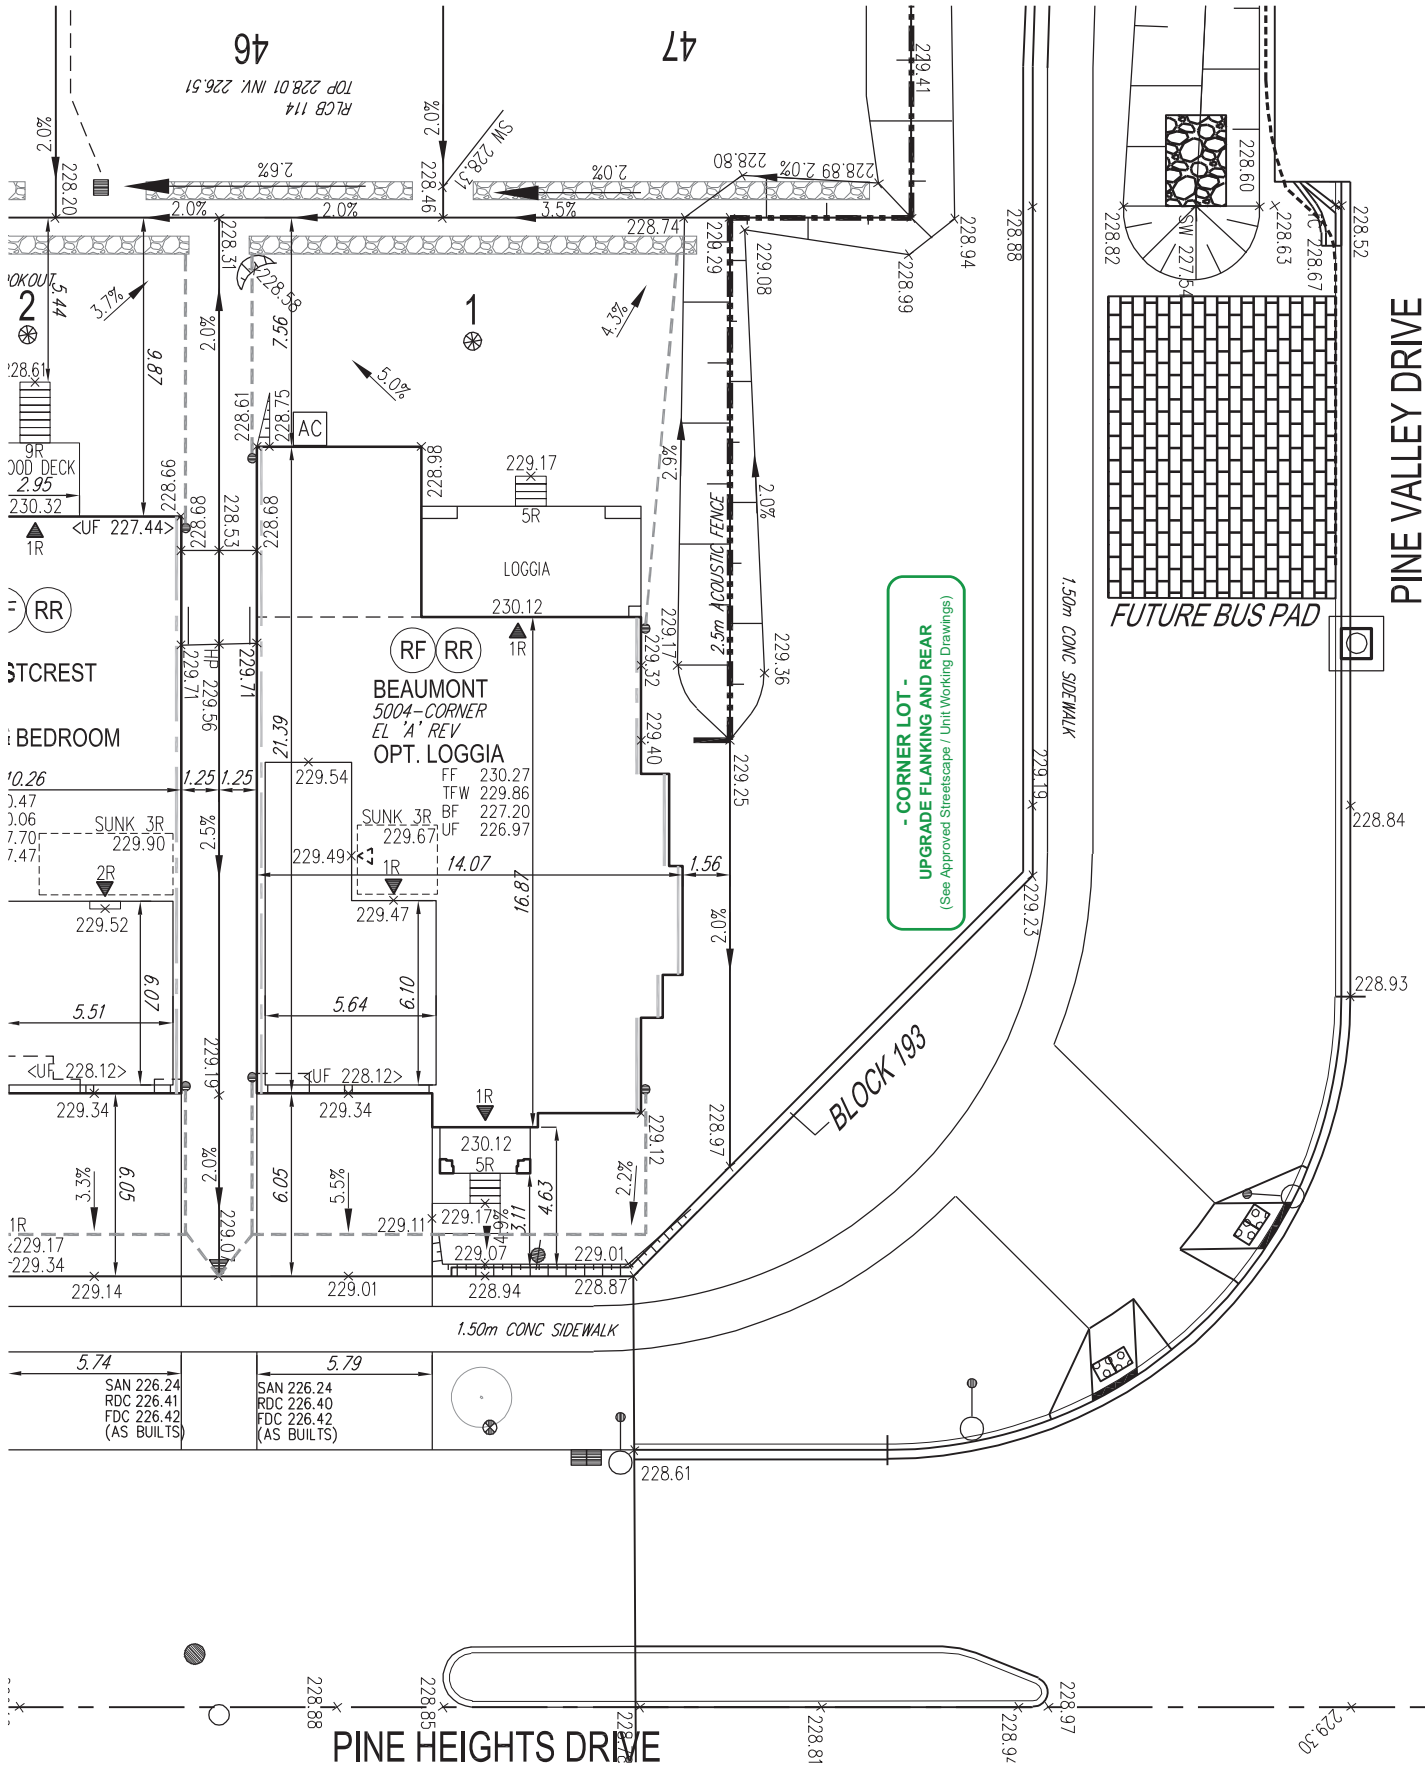 46
47
RLCB 114
TOP 228.01 INV. 226.51
2.0%
2.0%
SW 228.31
229.41
228.20
2.6%
228.46
2.0%
228.80
2.0%
228.89
2.0%
2.0%
3.5%
228.74
228.31
229.29
229.08
228.99
228.94
228.88
228.82
SW 227.54
228.60
228.63
228.67
228.52
5.44
2
3.7%
9.87
2.0%
228.58
7.56
1
5.0%
4.3%
228.61
9R
2.95
230.32
1R
<UF 227.44>
228.66
228.61
228.75
AC
228.98
229.17
5R
LOGGIA
230.12
1R
2.9%
2.0%
2.5m ACOUSTIC FENCE
228.68
228.53
228.68
229.17
229.32
229.36
229.40
229.25
RR
RF
RR
BEAUMONT
5004-CORNER
EL 'A' REV
OPT. LOGGIA
FF 230.27
TFW 229.86
BF 227.20
UF 226.97
BEDROOM
229.71
HP 229.56
229.71
21.39
10.26
1.25
1.25
229.54
SUNK 3R
229.90
2R
229.52
SUNK 3R
229.67
229.49
1R
229.47
14.07
16.87
1.56
2.5%
2.0%
6.07
5.51
5.64
6.10
<UF 228.12>
<UF 228.12>
229.19
229.34
229.34
1R
230.12
5R
229.12
228.97
3.3%
6.05
2.0%
6.05
5.5%
229.11
229.17
4.9%
3.11
4.63
2.2%
1R
229.17
229.34
229.07
229.01
229.14
229.01
228.94
228.87
1.50m CONC SIDEWALK
5.74
5.79
SAN 226.24
RDC 226.41
FDC 226.42
(AS BUILTS)
SAN 226.24
RDC 226.40
FDC 226.42
(AS BUILTS)
228.61
- CORNER LOT -
UPGRADE FLANKING AND REAR
(See Approved Streetscape / Unit Working Drawings)
1.50m CONC SIDEWALK
FUTURE BUS PAD
PINE VALLEY DRIVE
229.19
229.23
228.84
228.93
BLOCK 193
228.88
228.85
228.81
228.94
228.97
229.30
PINE HEIGHTS DRIVE